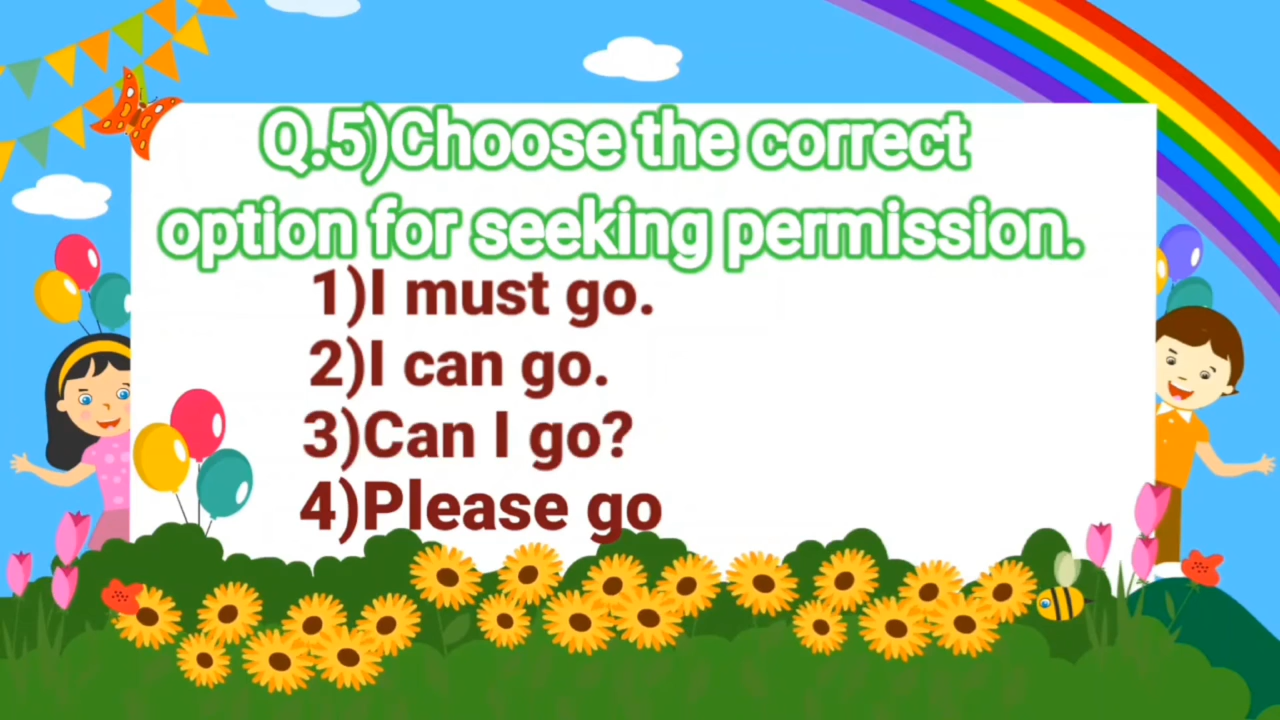 Q.5)Choose the correct
option for seeking permission.
1)I must go.
2)I can go.
3)Can I go?
4)Please go